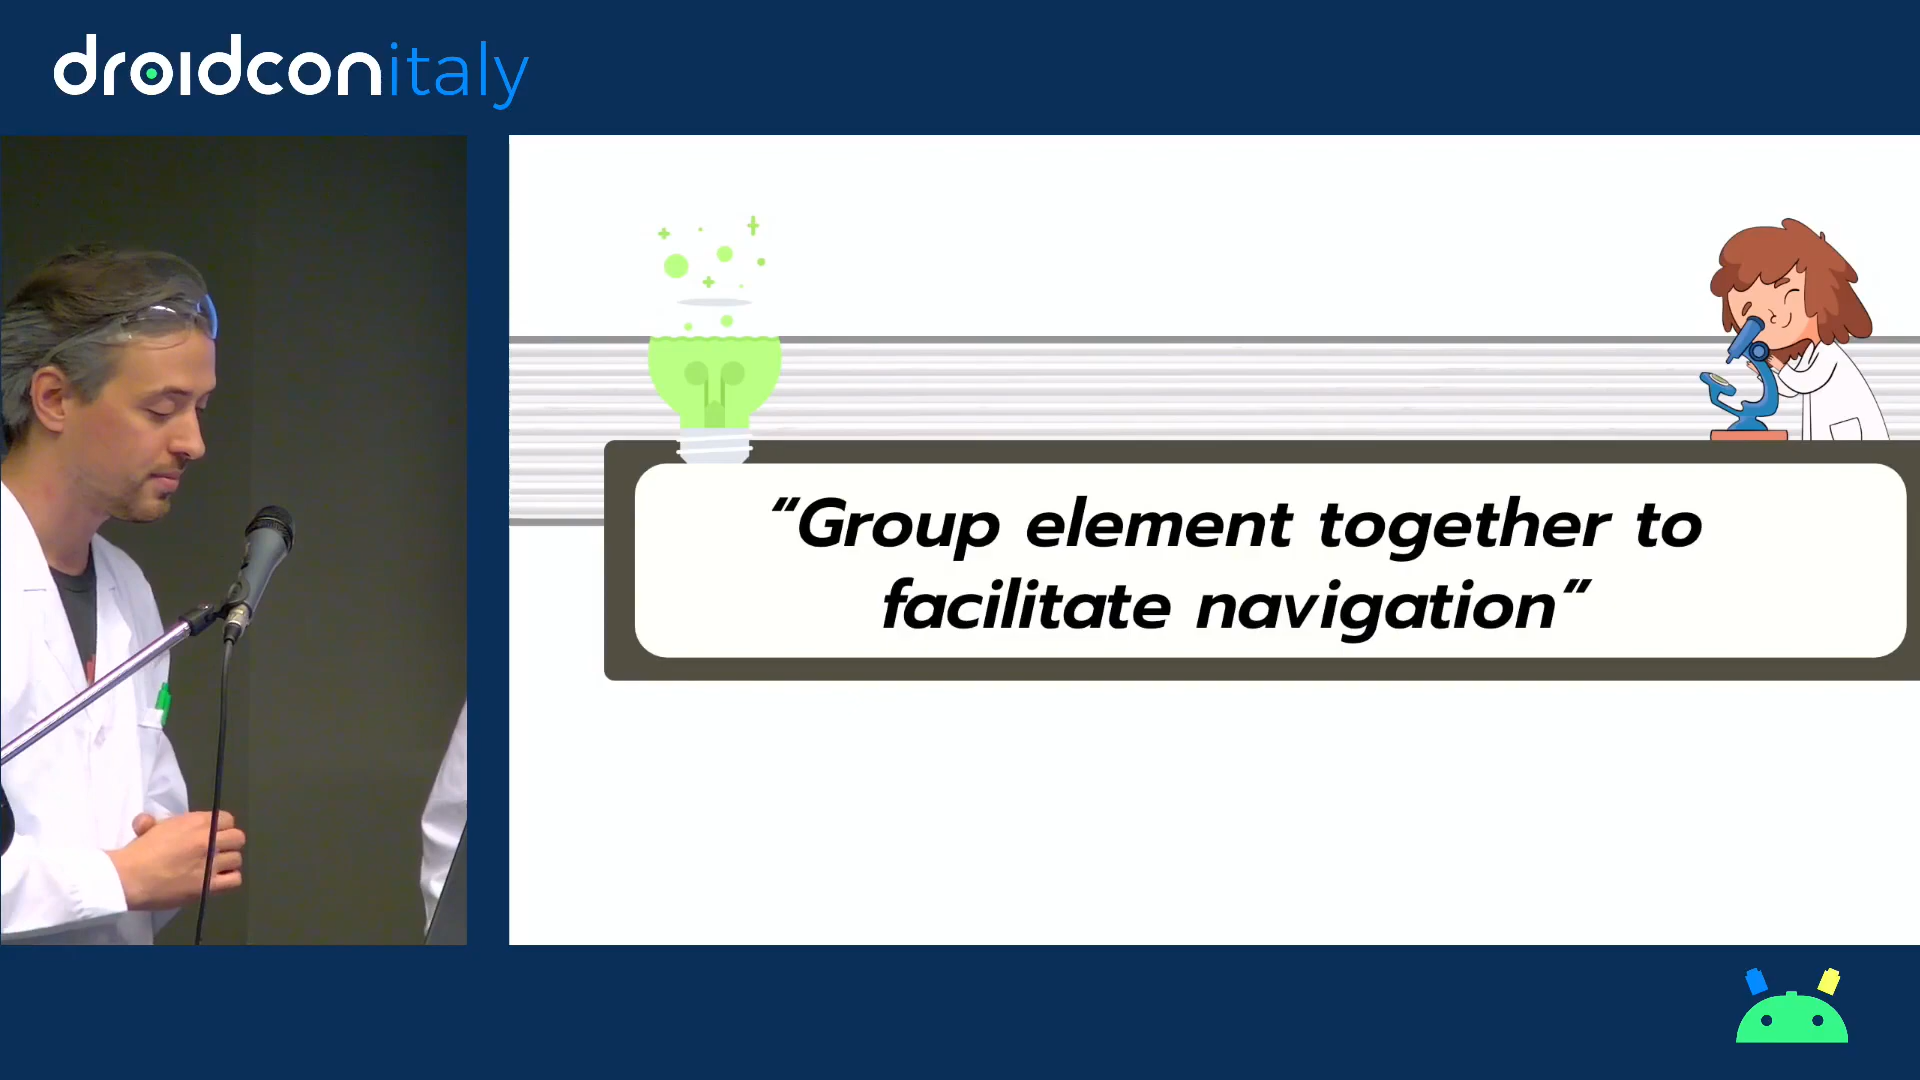 droidconitaly
“Group element together to
facilitate navigation”